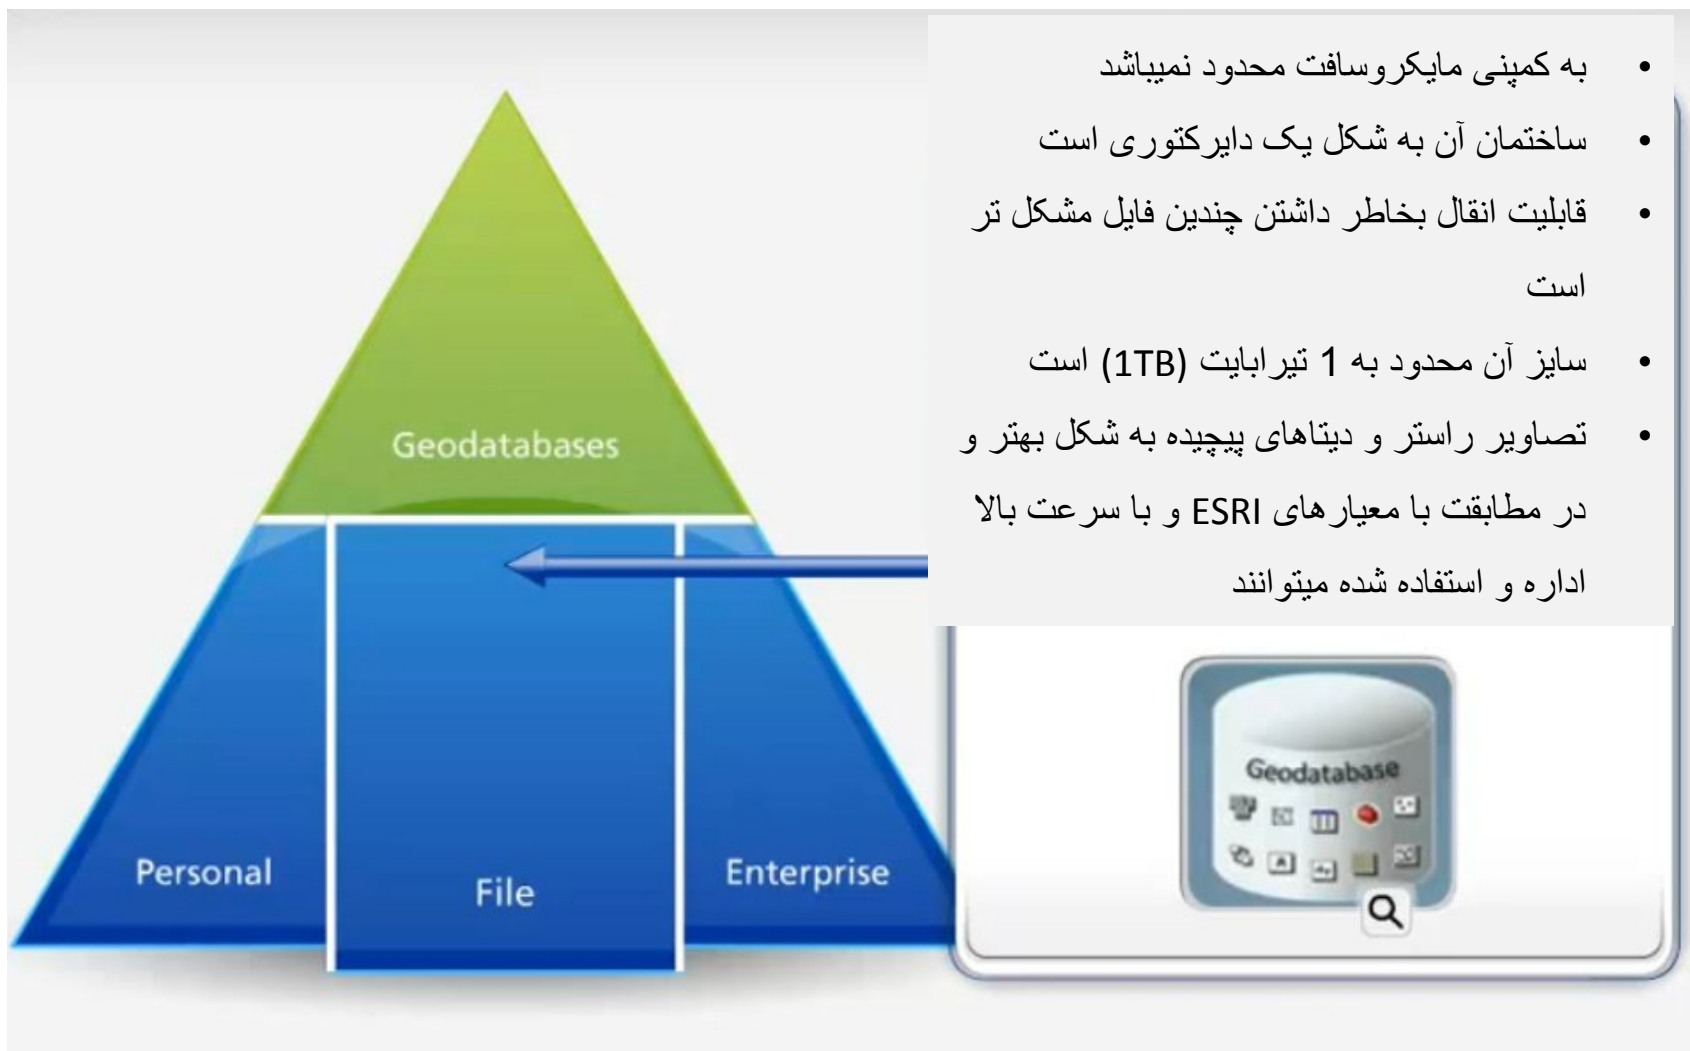 • به کمپنی مایکروسافت محدود نمیباشد
• ساختمان آن به شکل یک دایرکتوری است
• قابلیت انقال بخاطر داشتن چندین فایل مشکل تر
است
• سایز آن محدود به 1 تیرابایت (1TB) است
• تصاویر راستر و دیتاهای پیچیده به شکل بهتر و
در مطابقت با معیارهای ESRI و با سرعت بالا
اداره و استفاده شده میتوانند
Geodatabases
Personal
File
Enterprise
Geodatabase